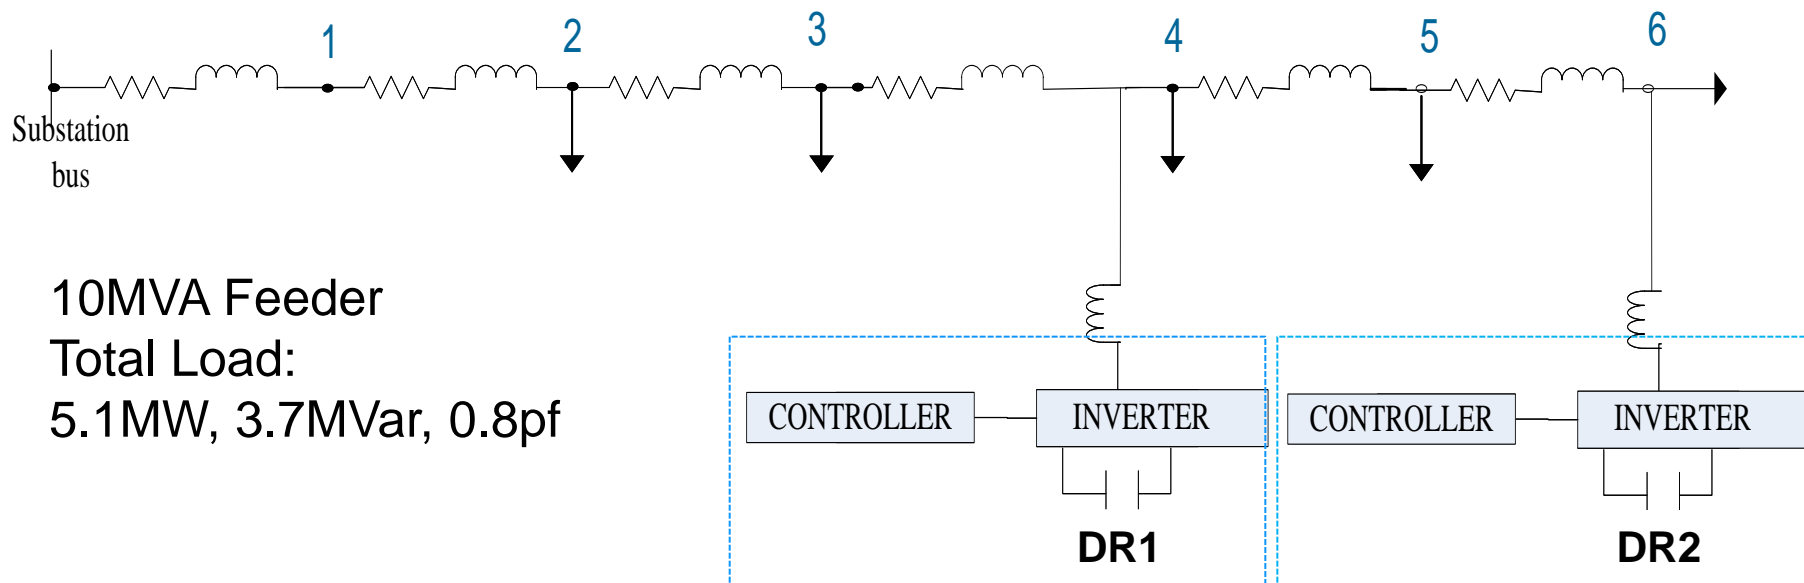 1
2
3
4
5
6
Substation
bus
10MVA Feeder
Total Load:
5.1MW, 3.7MVar, 0.8pf
CONTROLLER
INVERTER
CONTROLLER
INVERTER
DR1
DR2